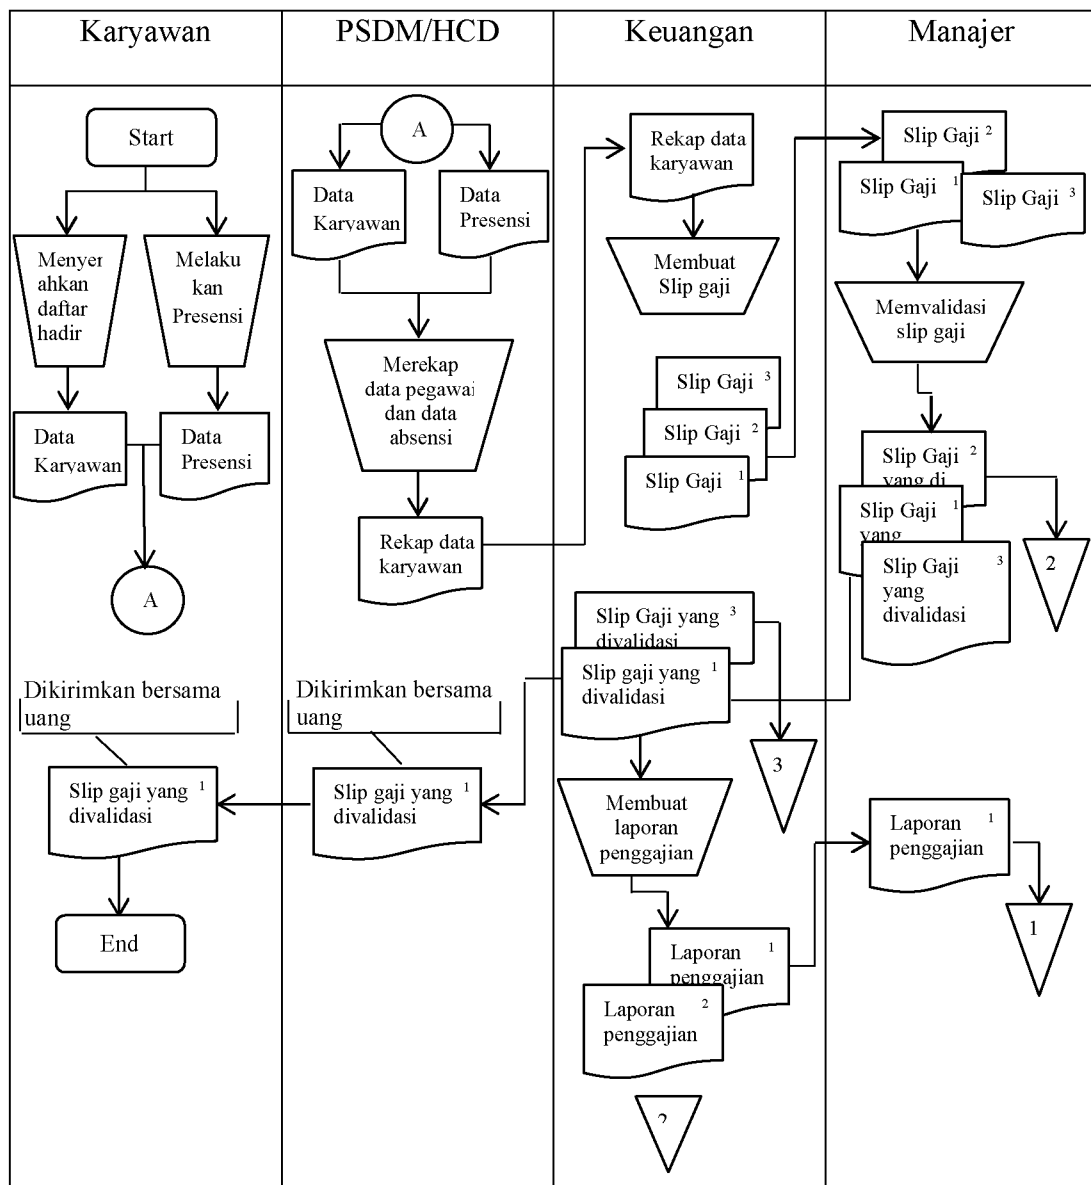 Karyawan
PSDM/HCD
Keuangan
Manajer
Start
Menyer
ahkan
daftar
hadir
Melaku
kan
Presensi
Data
Karyawan
Data
Presensi
A
Dikirimkan bersama
uang
Slip gaji yang 1
divalidasi
End
A
Data
Karyawan
Data
Presensi
Merekap
data pegawai
dan data
absensi
Rekap data
karyawan
Dikirimkan bersama
uang
Slip gaji yang 1
divalidasi
Rekap data
karyawan
Membuat
Slip gaji
Slip Gaji 3
Slip Gaji 2
Slip Gaji 1
Slip Gaji yang 3
divalidasi
Slip gaji yang 1
divalidasi
3
Membuat
laporan
penggajian
Laporan 1
penggajian
Laporan 2
penggajian
2
Slip Gaji 2
Slip Gaji 1
Slip Gaji 3
Memvalidasi
slip gaji
Slip Gaji 2
yang di
Slip Gaji 1
yang
Slip Gaji 3
yang
divalidasi
2
Laporan 1
penggajian
1